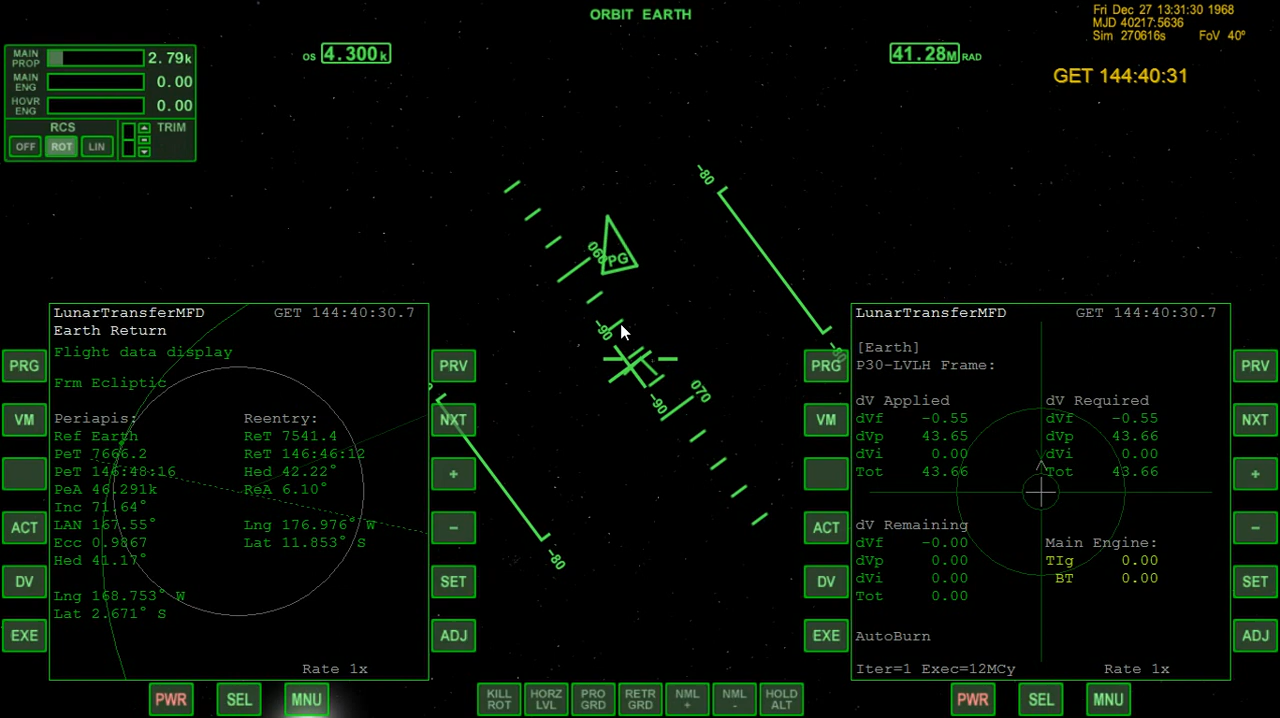 ORBIT EARTH
Fri Dec 27 13:31:30 1968
MJD 40217.5636
Sim 270616s FoV 40°
GET 144:40:31
OS 4.300k
41.28M RAD
MAIN PROP 2.79k
MAIN ENG 0.00
HOVR ENG 0.00
RCS TRIM
OFF ROT LIN
-80
060
PG
-90
-90
070
-80
-80
LunarTransferMFD GET 144:40:30.7
Earth Return
Flight data display
Frm Ecliptic
Periapis: Reentry:
Ref Earth ReT 7541.4
PeT 7666.2 ReT 146:46:12
PeT 146:48:16 Hed 42.22°
PeA 46.291k ReA 6.10°
Inc 71.64°
LAN 167.55° Lng 176.976° W
Ecc 0.9867 Lat 11.853° S
Hed 41.17°
Lng 168.753° W
Lat 2.671° S
Rate 1x
PRG
VM
ACT
DV
EXE
PRV
NXT
+
-
SET
ADJ
PWR SEL MNU
KILL ROT
HORZ LVL
PRO GRD
RETR GRD
NML +
NML -
HOLD ALT
LunarTransferMFD GET 144:40:30.7
[Earth]
P30-LVLH Frame:
dV Applied dV Required
dVf -0.55 dVf -0.55
dVp 43.65 dVp 43.66
dVi 0.00 dVi 0.00
Tot 43.66 Tot 43.66
dV Remaining
dVf -0.00 Main Engine:
dVp 0.00 TIg 0.00
dVi 0.00 BT 0.00
Tot 0.00
AutoBurn
Iter=1 Exec=12MCy Rate 1x
PRG
VM
ACT
DV
EXE
PRV
NXT
+
-
SET
ADJ
PWR SEL MNU